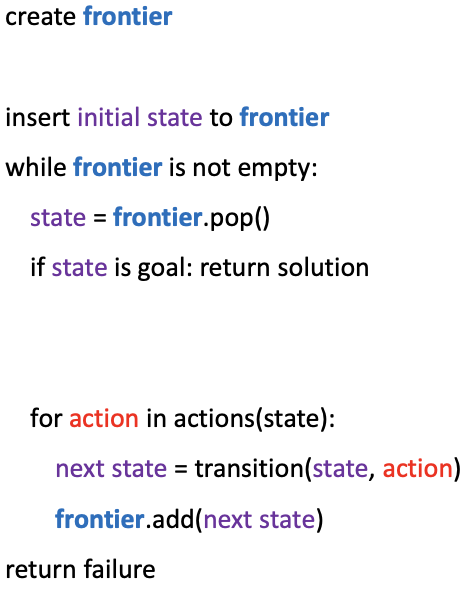 create frontier
insert initial state to frontier
while frontier is not empty:
state = frontier.pop()
if state is goal: return solution
for action in actions(state):
next state = transition(state, action)
frontier.add(next state)
return failure